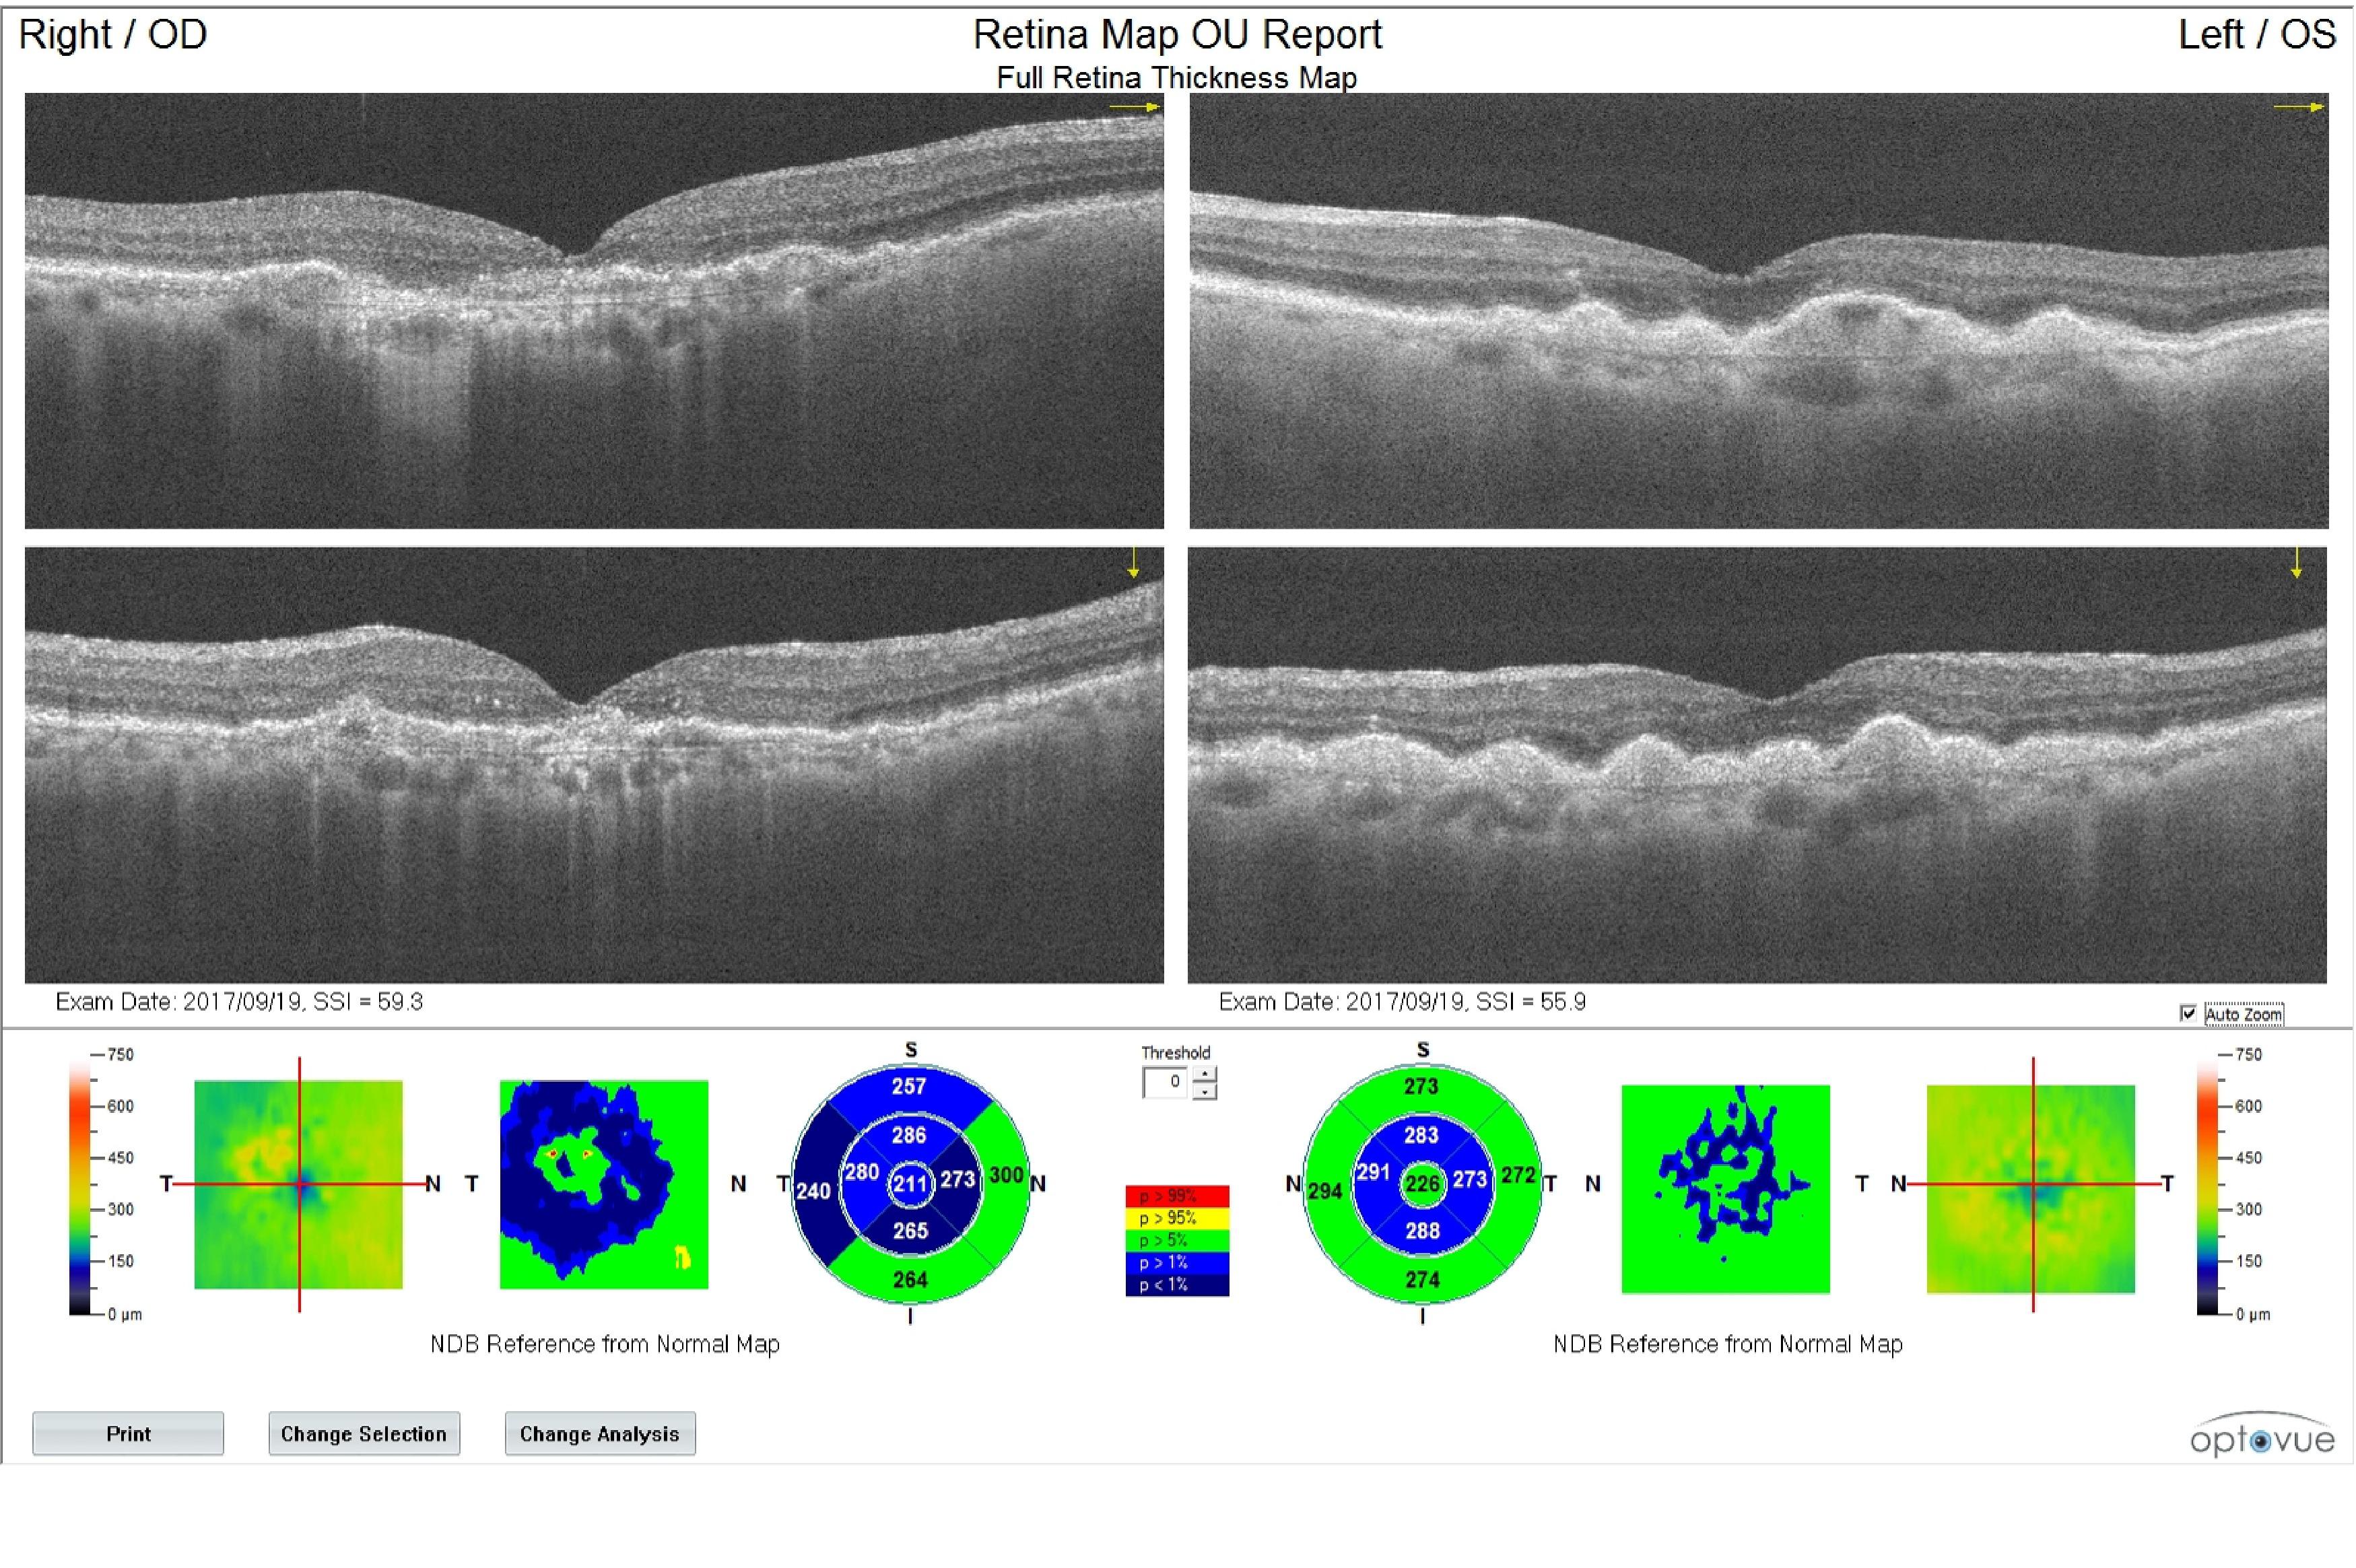 Right / OD
Retina Map OU Report
Left / OS
Full Retina Thickness Map
Exam Date: 2017/09/19, SSI = 59.3
Exam Date: 2017/09/19, SSI = 55.9
Auto Zoom
750
600
450
300
150
0 µm
T
N
T
N
S
257
286
T
240
280
211
273
300
N
265
264
I
NDB Reference from Normal Map
Threshold
0
p > 99%
p > 95%
p > 5%
p > 1%
p < 1%
S
273
283
N
294
291
226
273
272
T
288
274
I
N
T
N
T
NDB Reference from Normal Map
750
600
450
300
150
0 µm
Print
Change Selection
Change Analysis
optovue